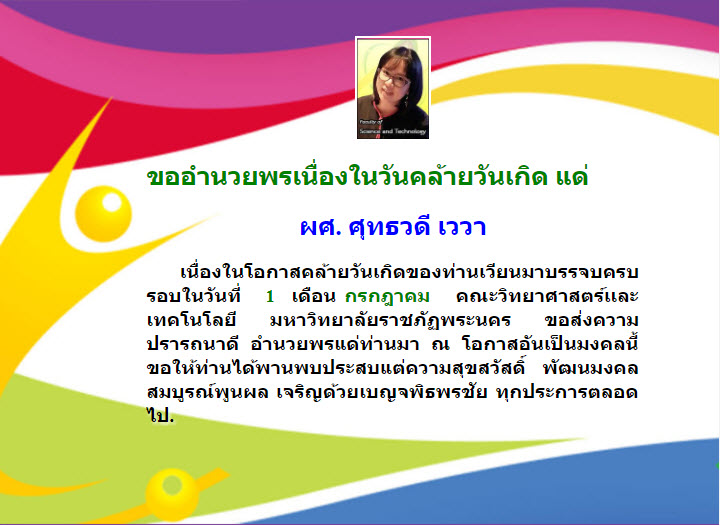 Faculty of
Science and Technology
ขออำนวยพรเนื่องในวันคล้ายวันเกิด แด่
ผศ. ศุทธวดี เววา
เนื่องในโอกาสคล้ายวันเกิดของท่านเวียนมาบรรจบครบ
รอบในวันที่ 1 เดือน กรกฎาคม คณะวิทยาศาสตร์และ
เทคโนโลยี มหาวิทยาลัยราชภัฏพระนคร ขอส่งความ
ปรารถนาดี อำนวยพรแด่ท่านมา ณ โอกาสอันเป็นมงคลนี้
ขอให้ท่านได้พานพบประสบแต่ความสุขสวัสดิ์ พัฒนมงคล
สมบูรณ์พูนผล เจริญด้วยเบญจพิธพรชัย ทุกประการตลอด
ไป.